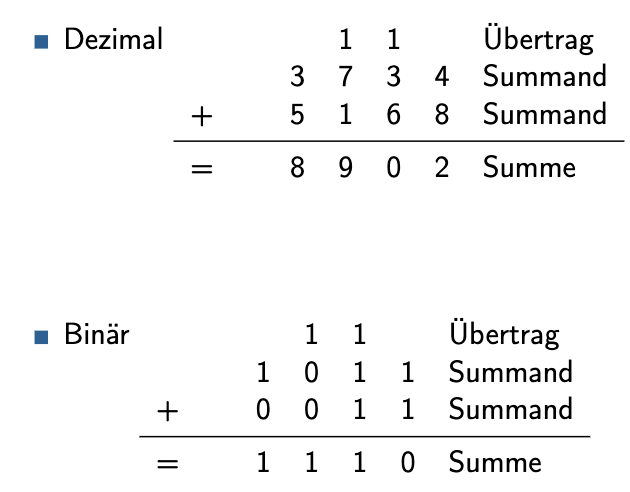 Dezimal 1 1 Übertrag
3 7 3 4 Summand
+ 5 1 6 8 Summand
= 8 9 0 2 Summe
Binär 1 1 Übertrag
1 0 1 1 Summand
+ 0 0 1 1 Summand
= 1 1 1 0 Summe